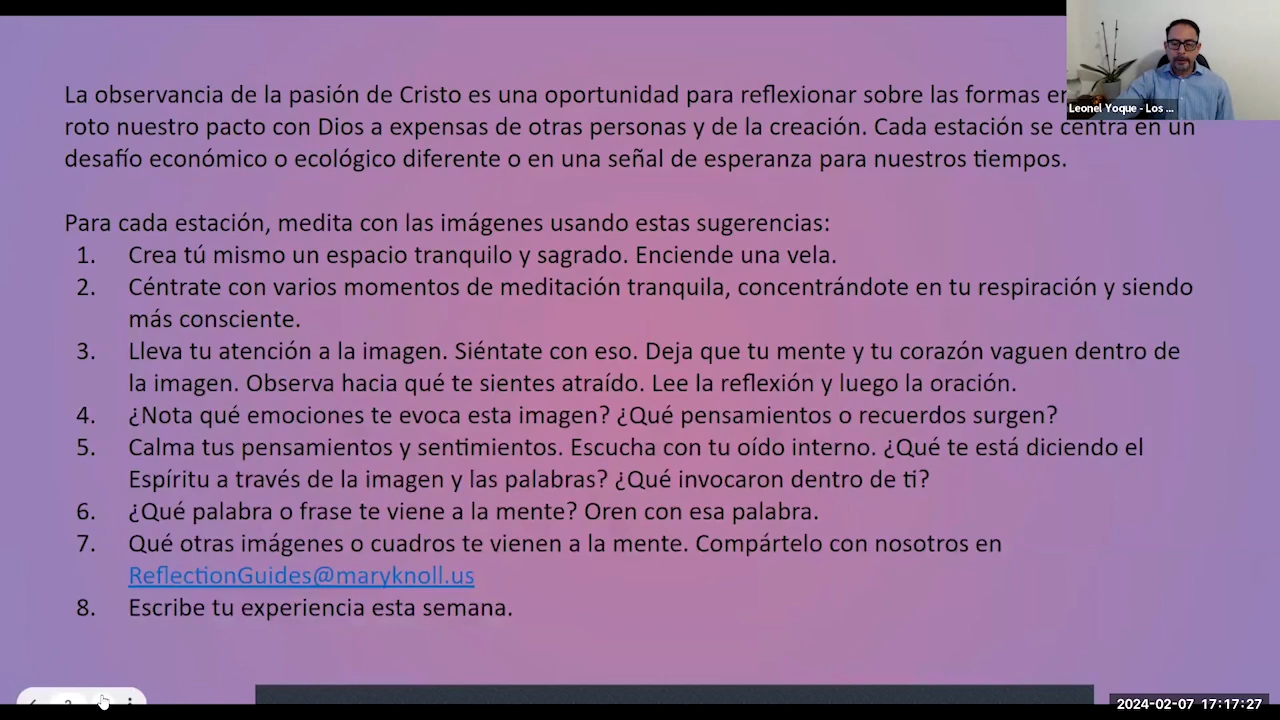 La observancia de la pasión de Cristo es una oportunidad para reflexionar sobre las formas
Leonel Yoque - Los ...
roto nuestro pacto con Dios a expensas de otras personas y de la creación. Cada estación se centra en un
desafío económico o ecológico diferente o en una señal de esperanza para nuestros tiempos.
Para cada estación, medita con las imágenes usando estas sugerencias:
1. Crea tú mismo un espacio tranquilo y sagrado. Enciende una vela.
2. Céntrate con varios momentos de meditación tranquila, concentrándote en tu respiración y siendo
más consciente.
3. Lleva tu atención a la imagen. Siéntate con eso. Deja que tu mente y tu corazón vaguen dentro de
la imagen. Observa hacia qué te sientes atraído. Lee la reflexión y luego la oración.
4. ¿Nota qué emociones te evoca esta imagen? ¿Qué pensamientos o recuerdos surgen?
5. Calma tus pensamientos y sentimientos. Escucha con tu oído interno. ¿Qué te está diciendo el
Espíritu a través de la imagen y las palabras? ¿Qué invocaron dentro de ti?
6. ¿Qué palabra o frase te viene a la mente? Oren con esa palabra.
7. Qué otras imágenes o cuadros te vienen a la mente. Compártelo con nosotros en
ReflectionGuides@maryknoll.us
8. Escribe tu experiencia esta semana.
2024-02-07 17:17:27